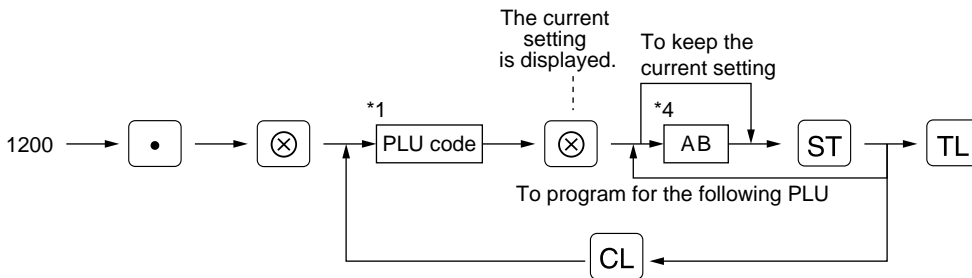 The current
setting
is displayed.
To keep the
current setting
*1
*4
1200
•
⊗
PLU code
⊗
AB
ST
TL
To program for the following PLU
CL